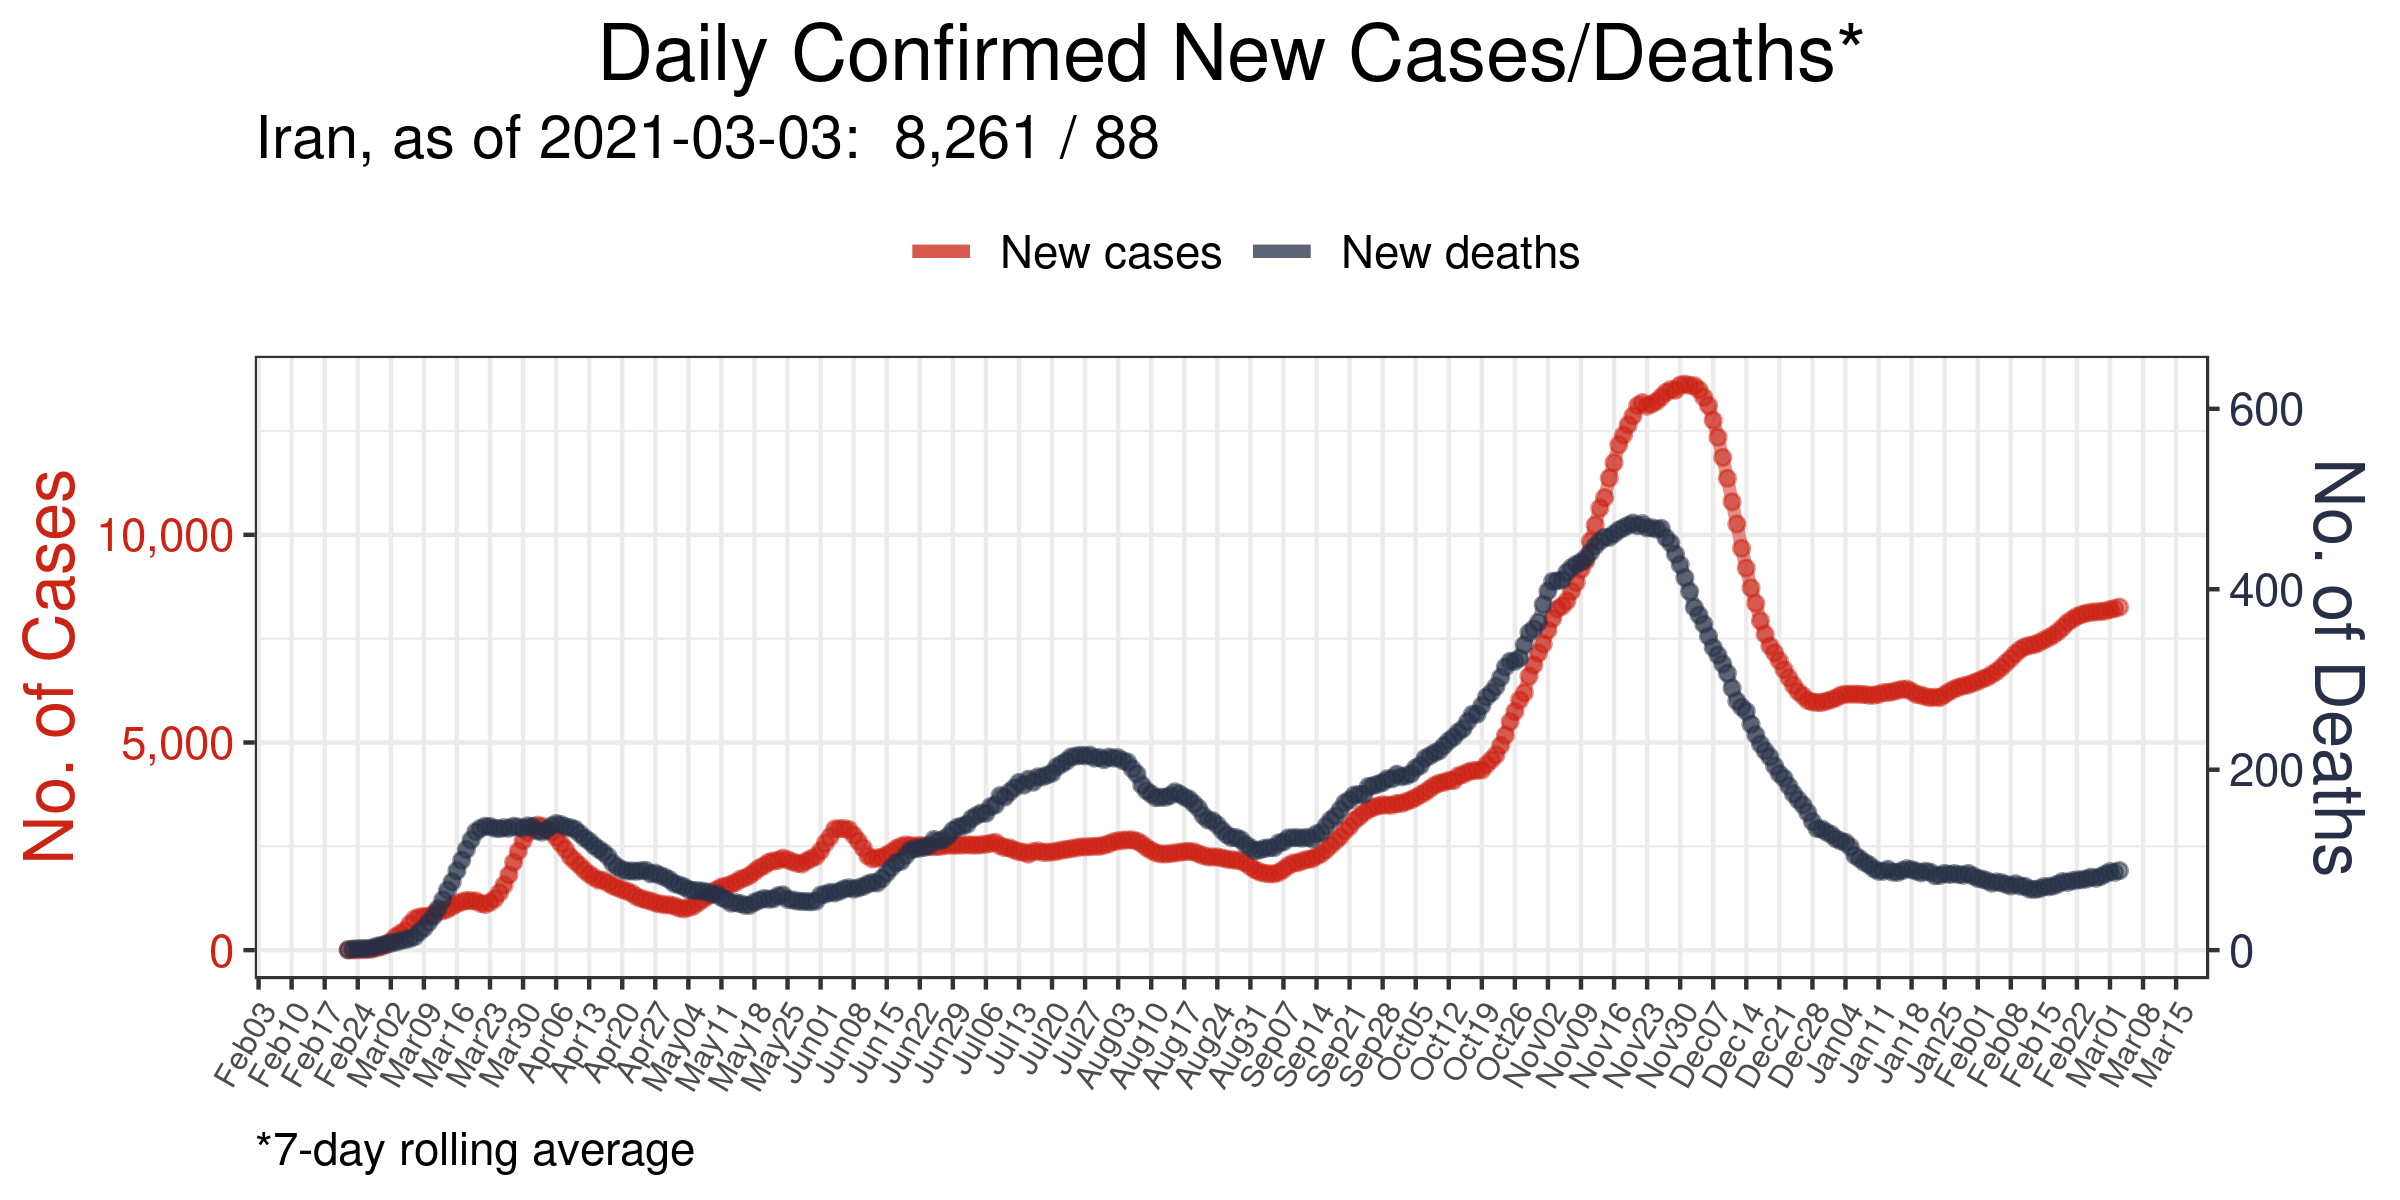 Daily Confirmed New Cases/Deaths*
Iran, as of 2021-03-03:  8,261 / 88
New cases
New deaths
No. of Cases
10,000
5,000
0
600
400
200
0
No. of Deaths
Feb03
Feb10
Feb17
Feb24
Mar02
Mar09
Mar16
Mar23
Mar30
Apr06
Apr13
Apr20
Apr27
May04
May11
May18
May25
Jun01
Jun08
Jun15
Jun22
Jun29
Jul06
Jul13
Jul20
Jul27
Aug03
Aug10
Aug17
Aug24
Aug31
Sep07
Sep14
Sep21
Sep28
Oct05
Oct12
Oct19
Oct26
Nov02
Nov09
Nov16
Nov23
Nov30
Dec07
Dec14
Dec21
Dec28
Jan04
Jan11
Jan18
Jan25
Feb01
Feb08
Feb15
Feb22
Mar01
Mar08
Mar15
*7-day rolling average